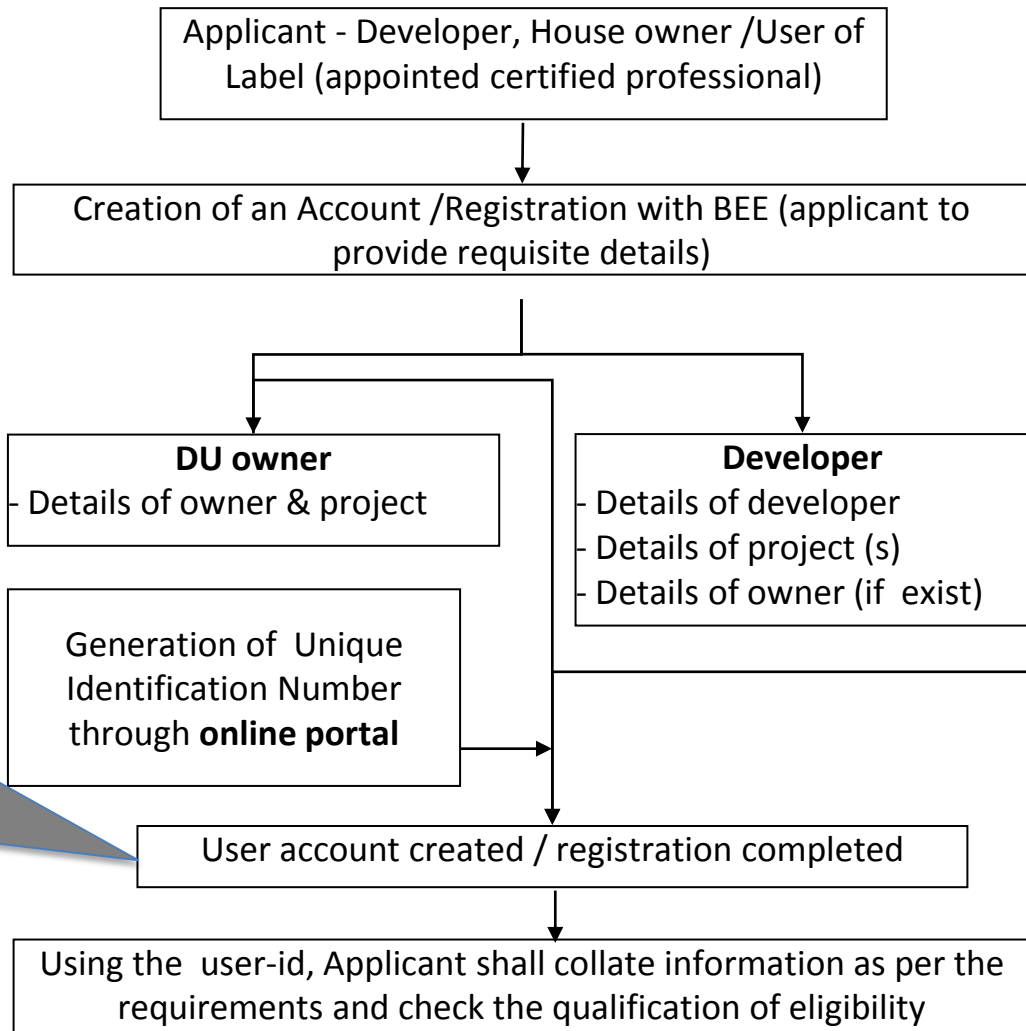 Applicant - Developer, House owner /User of
Label (appointed certified professional)
Creation of an Account /Registration with BEE (applicant to
provide requisite details)
DU owner
- Details of owner & project
Developer
- Details of developer
- Details of project (s)
- Details of owner (if exist)
Generation of Unique
Identification Number
through online portal
User account created / registration completed
Using the user-id, Applicant shall collate information as per the
requirements and check the qualification of eligibility